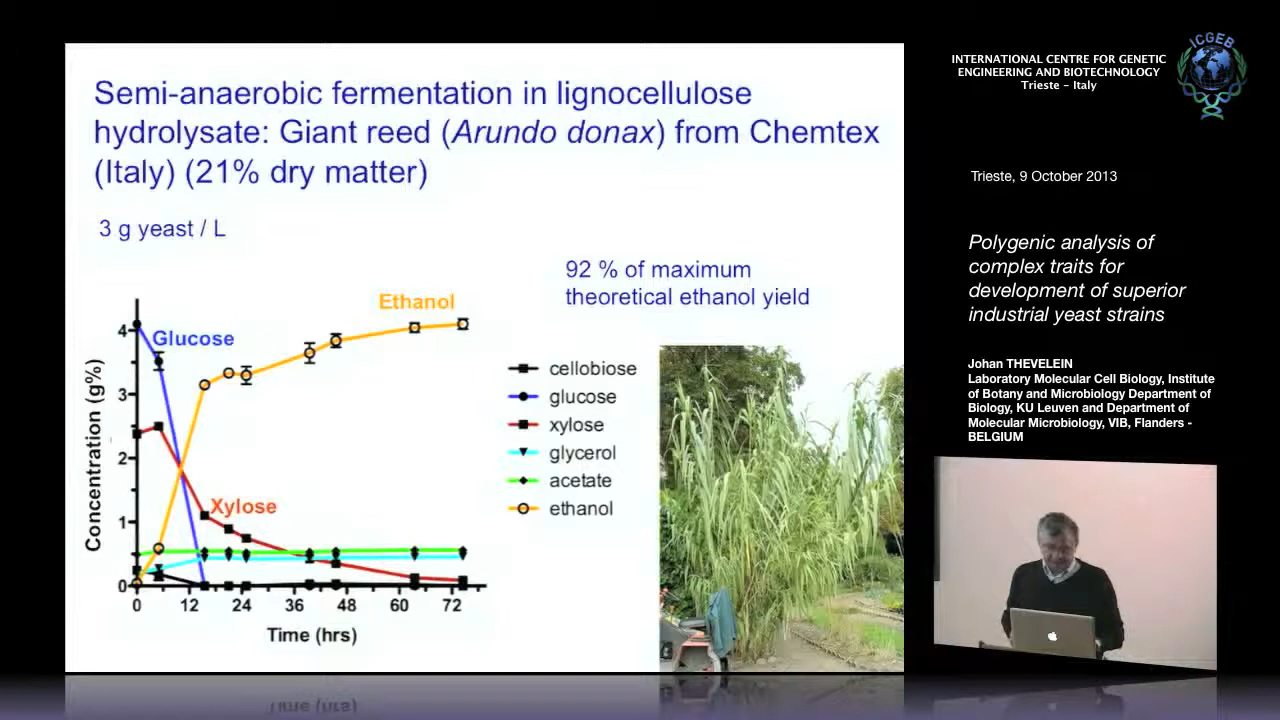 Semi-anaerobic fermentation in lignocellulose
hydrolysate: Giant reed (Arundo donax) from Chemtex
(Italy) (21% dry matter)
3 g yeast / L
92 % of maximum
theoretical ethanol yield
Ethanol
Glucose
Xylose
Concentration (g%)
4
3
2
1
0
0 12 24 36 48 60 72
Time (hrs)
cellobiose
glucose
xylose
glycerol
acetate
ethanol
INTERNATIONAL CENTRE FOR GENETIC
ENGINEERING AND BIOTECHNOLOGY
Trieste – Italy
ICGEB
Trieste, 9 October 2013
Polygenic analysis of
complex traits for
development of superior
industrial yeast strains
Johan THEVELEIN
Laboratory Molecular Cell Biology, Institute
of Botany and Microbiology Department of
Biology, KU Leuven and Department of
Molecular Microbiology, VIB, Flanders -
BELGIUM